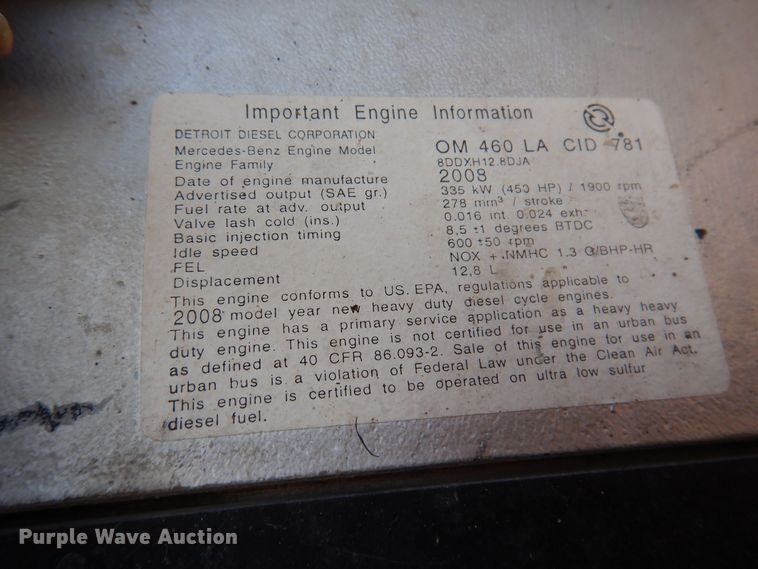 Important Engine Information
DETROIT DIESEL CORPORATION
Mercedes-Benz Engine Model OM 460 LA CID 781
Engine Family 8DDXH12.8DJA
Date of engine manufacture 2008
Advertised output (SAE gr.) 335 kW (450 HP) / 1900 rpm
Fuel rate at adv. output 278 mm³ / stroke
Valve lash cold (ins.) 0.016 int. 0.024 exh.
Basic injection timing 8,5 ±1 degrees BTDC
Idle speed 600 ±50 rpm
FEL NOX + NMHC 1.3 G/BHP-HR
Displacement 12,8 L
This engine conforms to US. EPA, regulations applicable to
2008 model year new heavy duty diesel cycle engines.
This engine has a primary service application as a heavy heavy
duty engine. This engine is not certified for use in an urban bus
as defined at 40 CFR 86.093-2. Sale of this engine for use in an
urban bus is a violation of Federal Law under the Clean Air Act.
This engine is certified to be operated on ultra low sulfur
diesel fuel.
Purple Wave Auction